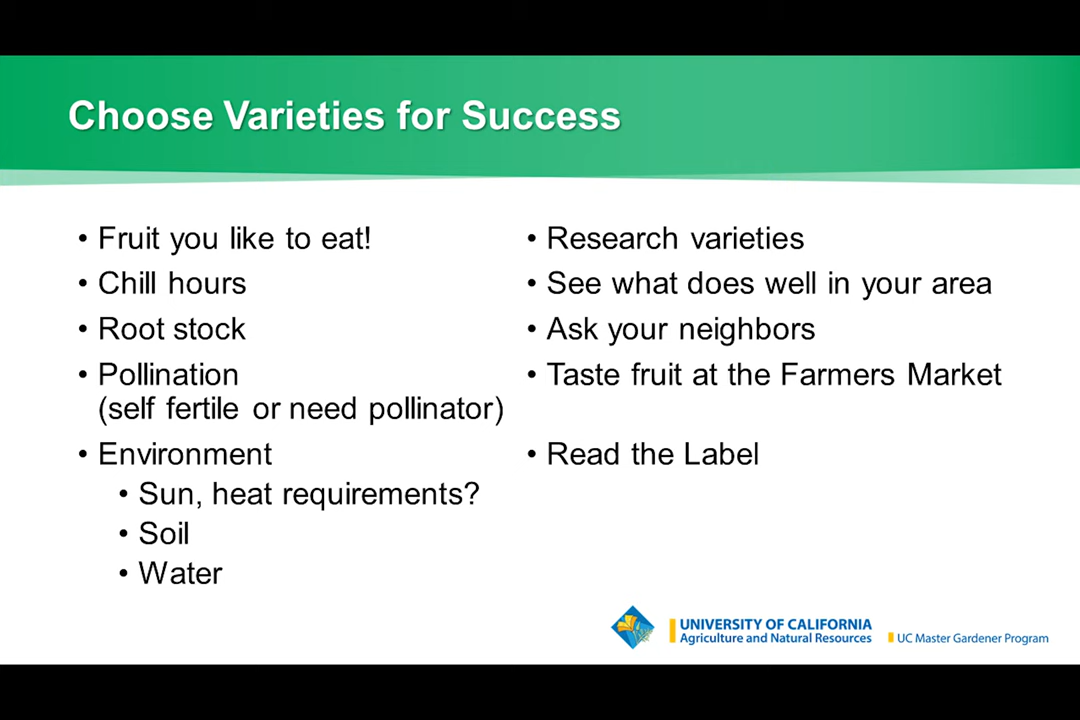 Choose Varieties for Success
• Fruit you like to eat!
• Chill hours
• Root stock
• Pollination
(self fertile or need pollinator)
• Environment
• Sun, heat requirements?
• Soil
• Water
• Research varieties
• See what does well in your area
• Ask your neighbors
• Taste fruit at the Farmers Market
• Read the Label
UNIVERSITY OF CALIFORNIA
Agriculture and Natural Resources
UC Master Gardener Program